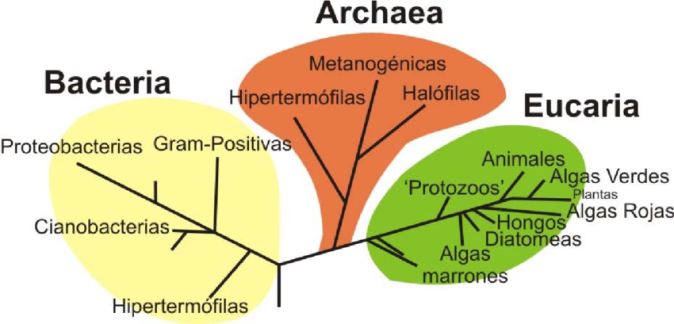 Archaea
Bacteria
Eucaria
Metanogénicas
Hipertermófilas
Halófilas
Proteobacterias
Gram-Positivas
Cianobacterias
Hipertermófilas
Animales
Algas Verdes
'Protozoos'
Plantas
Algas Rojas
Hongos
Diatomeas
Algas
marrones